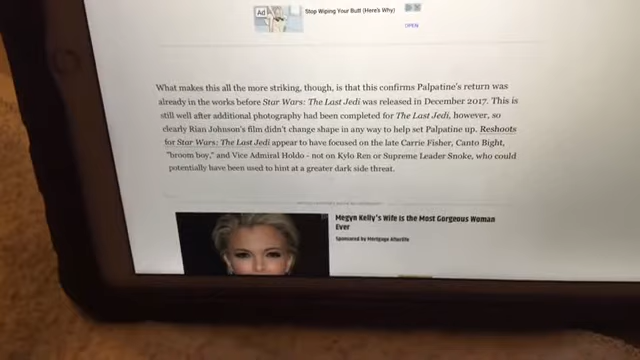 Ad
Stop Wiping Your Butt (Here's Why)
OPEN
What makes this all the more striking, though, is that this confirms Palpatine's return was
already in the works before Star Wars: The Last Jedi was released in December 2017. This is
still well after additional photography had been completed for The Last Jedi, however, so
clearly Rian Johnson's film didn't change shape in any way to help set Palpatine up. Reshoots
for Star Wars: The Last Jedi appear to have focused on the late Carrie Fisher, Canto Bight,
"broom boy," and Vice Admiral Holdo - not on Kylo Ren or Supreme Leader Snoke, who could
potentially have been used to hint at a greater dark side threat.
Megyn Kelly's Wife Is the Most Gorgeous Woman
Ever
Sponsored by Mortgage Afterlife